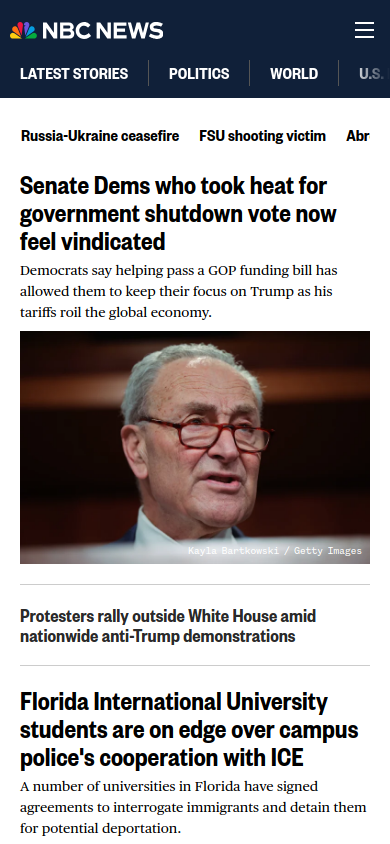 NBC NEWS
LATEST STORIES POLITICS WORLD U.S.
Russia-Ukraine ceasefire FSU shooting victim Abr
Senate Dems who took heat for
government shutdown vote now
feel vindicated
Democrats say helping pass a GOP funding bill has
allowed them to keep their focus on Trump as his
tariffs roil the global economy.
Kayla Bartkowski / Getty Images
Protesters rally outside White House amid
nationwide anti-Trump demonstrations
Florida International University
students are on edge over campus
police's cooperation with ICE
A number of universities in Florida have signed
agreements to interrogate immigrants and detain them
for potential deportation.